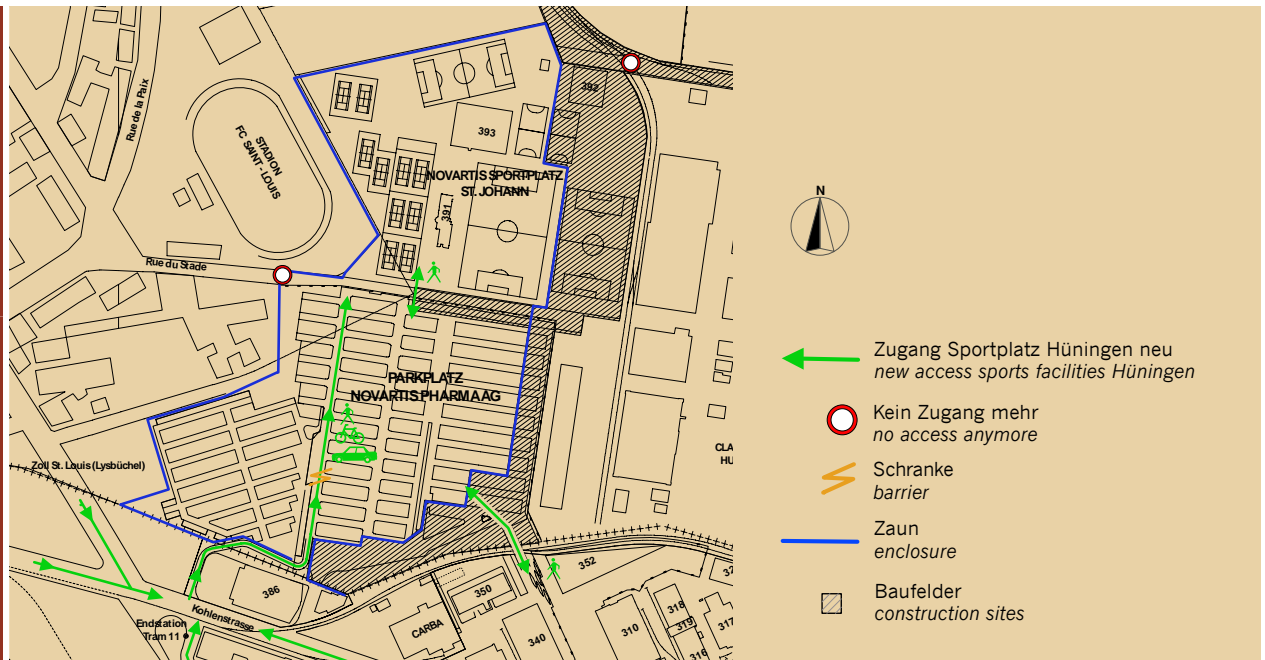 Rue de la Paix
STADION
FC SAINT - LOUIS
392
393
NOVARTIS SPORTPLATZ
ST. JOHANN
391
Rue du Stade
PARKPLATZ
NOVARTIS PHARMA AG
Zoll St. Louis (Lysbüchel)
CLA
HU
386
Kohlenstrasse
Endstation
Tram 11
CARBA
350
352
340
310
318
319
317
316
32
N
Zugang Sportplatz Hüningen neu
new access sports facilities Hüningen
Kein Zugang mehr
no access anymore
Schranke
barrier
Zaun
enclosure
Baufelder
construction sites